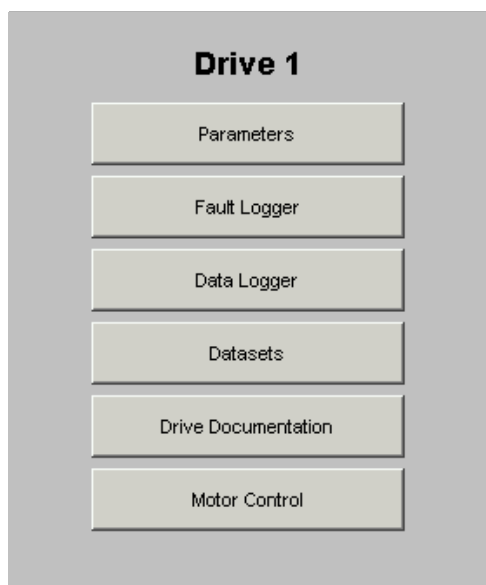 Drive 1
Parameters
Fault Logger
Data Logger
Datasets
Drive Documentation
Motor Control